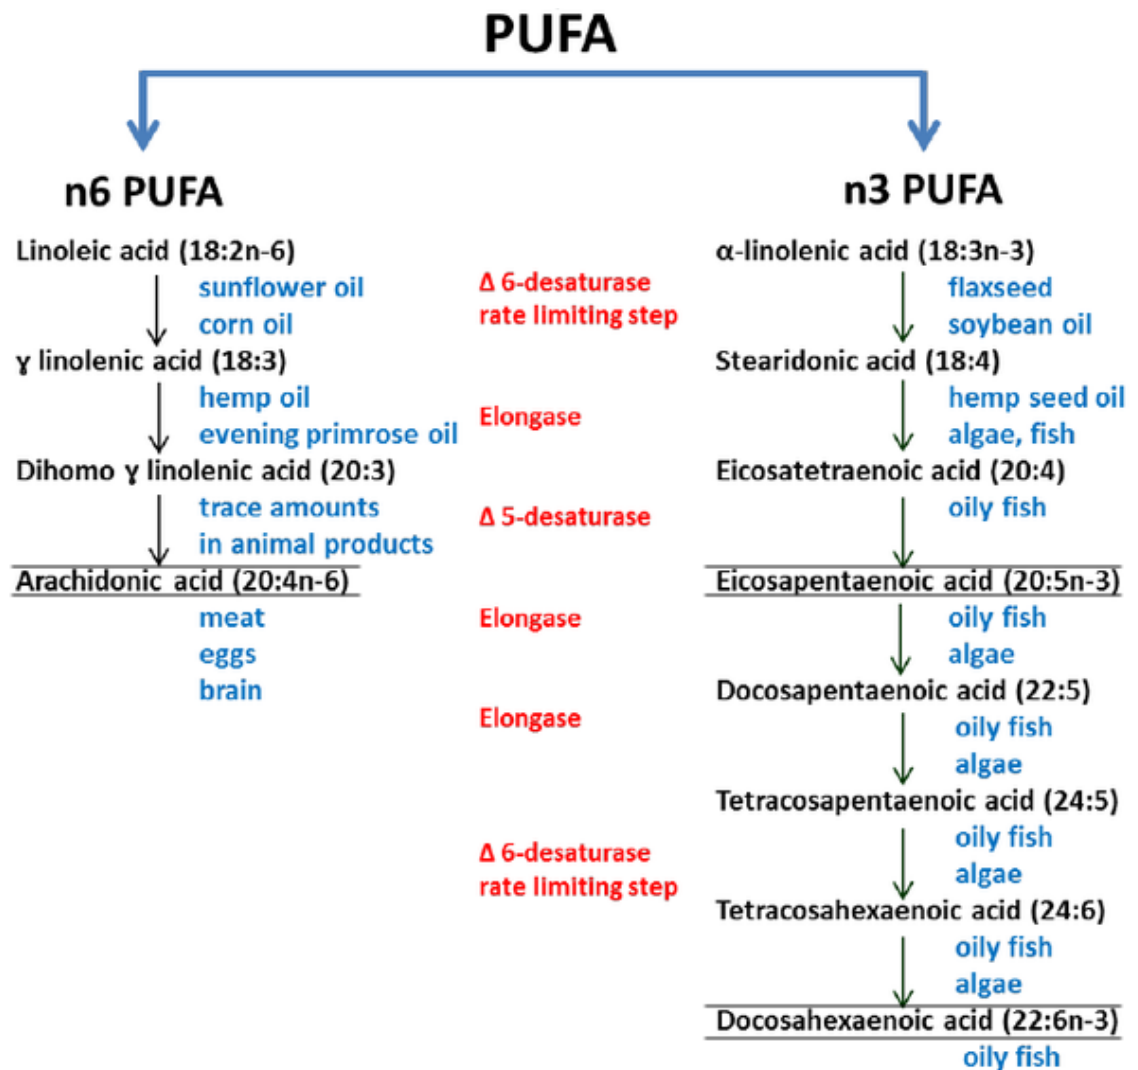 PUFA
n6 PUFA
Linoleic acid (18:2n-6)
sunflower oil
corn oil
ɣ linolenic acid (18:3)
hemp oil
evening primrose oil
Dihomo ɣ linolenic acid (20:3)
trace amounts
in animal products
Arachidonic acid (20:4n-6)
meat
eggs
brain
Δ 6-desaturase
rate limiting step
Elongase
Δ 5-desaturase
Elongase
Elongase
Δ 6-desaturase
rate limiting step
n3 PUFA
α-linolenic acid (18:3n-3)
flaxseed
soybean oil
Stearidonic acid (18:4)
hemp seed oil
algae, fish
Eicosatetraenoic acid (20:4)
oily fish
Eicosapentaenoic acid (20:5n-3)
oily fish
algae
Docosapentaenoic acid (22:5)
oily fish
algae
Tetracosapentaenoic acid (24:5)
oily fish
algae
Tetracosahexaenoic acid (24:6)
oily fish
algae
Docosahexaenoic acid (22:6n-3)
oily fish